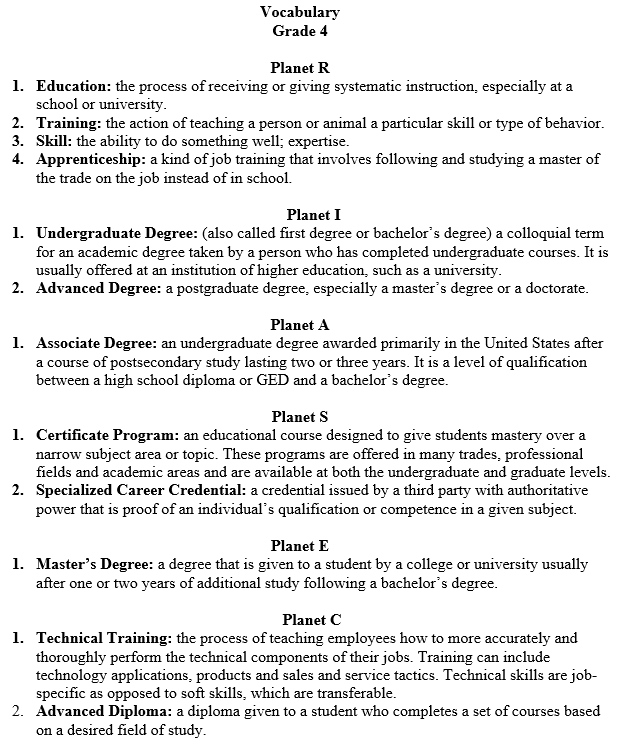 Vocabulary
Grade 4
Planet R
1. Education: the process of receiving or giving systematic instruction, especially at a
school or university.
2. Training: the action of teaching a person or animal a particular skill or type of behavior.
3. Skill: the ability to do something well; expertise.
4. Apprenticeship: a kind of job training that involves following and studying a master of
the trade on the job instead of in school.
Planet I
1. Undergraduate Degree: (also called first degree or bachelor's degree) a colloquial term
for an academic degree taken by a person who has completed undergraduate courses. It is
usually offered at an institution of higher education, such as a university.
2. Advanced Degree: a postgraduate degree, especially a master's degree or a doctorate.
Planet A
1. Associate Degree: an undergraduate degree awarded primarily in the United States after
a course of postsecondary study lasting two or three years. It is a level of qualification
between a high school diploma or GED and a bachelor's degree.
Planet S
1. Certificate Program: an educational course designed to give students mastery over a
narrow subject area or topic. These programs are offered in many trades, professional
fields and academic areas and are available at both the undergraduate and graduate levels.
2. Specialized Career Credential: a credential issued by a third party with authoritative
power that is proof of an individual's qualification or competence in a given subject.
Planet E
1. Master's Degree: a degree that is given to a student by a college or university usually
after one or two years of additional study following a bachelor's degree.
Planet C
1. Technical Training: the process of teaching employees how to more accurately and
thoroughly perform the technical components of their jobs. Training can include
technology applications, products and sales and service tactics. Technical skills are job-
specific as opposed to soft skills, which are transferable.
2. Advanced Diploma: a diploma given to a student who completes a set of courses based
on a desired field of study.